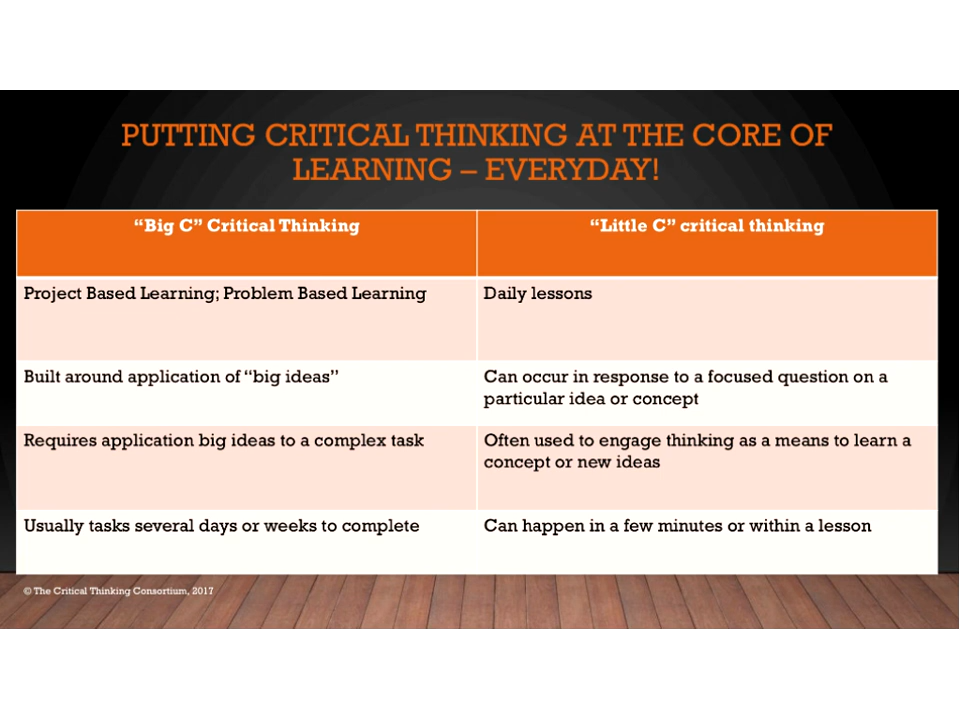 PUTTING CRITICAL THINKING AT THE CORE OF
LEARNING – EVERYDAY!
“Big C” Critical Thinking
“Little C” critical thinking
Project Based Learning; Problem Based Learning
Daily lessons
Built around application of “big ideas”
Can occur in response to a focused question on a
particular idea or concept
Requires application big ideas to a complex task
Often used to engage thinking as a means to learn a
concept or new ideas
Usually tasks several days or weeks to complete
Can happen in a few minutes or within a lesson
© The Critical Thinking Consortium, 2017